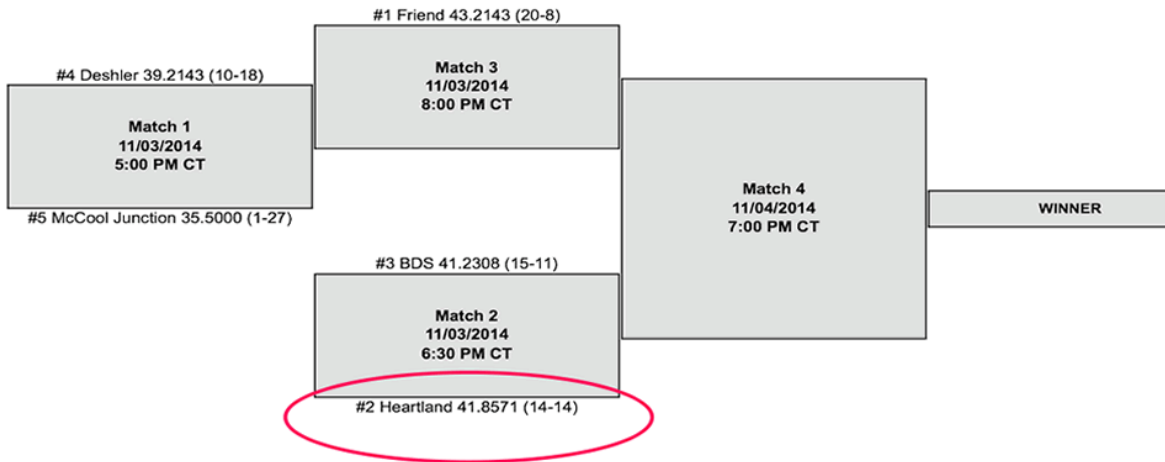 #1 Friend 43.2143 (20-8)
Match 3
11/03/2014
8:00 PM CT
#4 Deshler 39.2143 (10-18)
Match 1
11/03/2014
5:00 PM CT
#5 McCool Junction 35.5000 (1-27)
Match 4
11/04/2014
7:00 PM CT
WINNER
#3 BDS 41.2308 (15-11)
Match 2
11/03/2014
6:30 PM CT
#2 Heartland 41.8571 (14-14)